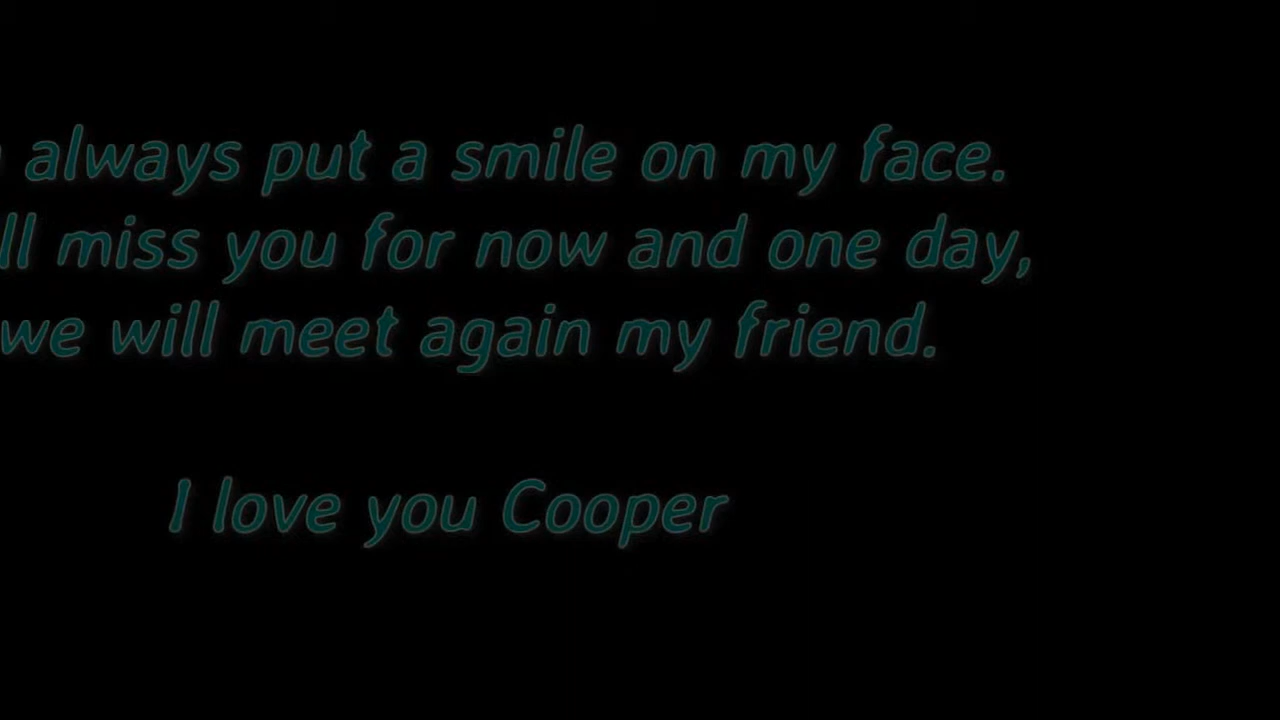 always put a smile on my face.
miss you for now and one day,
we will meet again my friend.
I love you Cooper